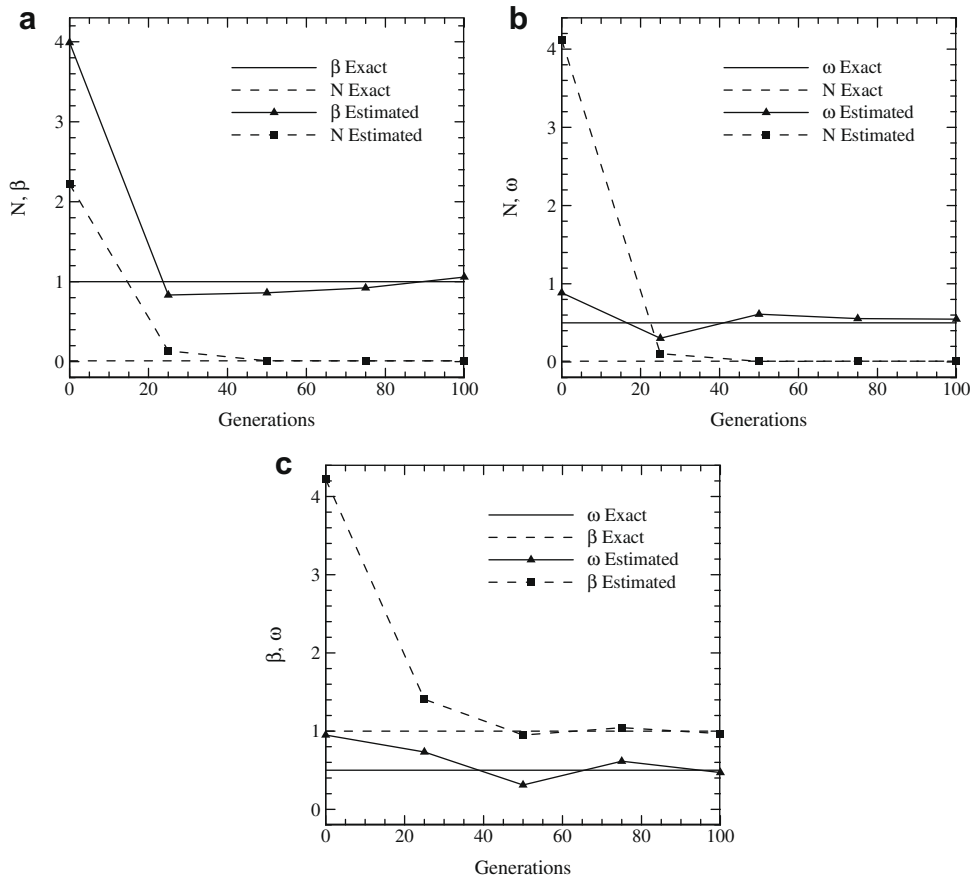 a
4
3
2
1
0
N, β
β Exact
N Exact
β Estimated
N Estimated
0 20 40 60 80 100
Generations
b
4
3
2
1
0
N, ω
ω Exact
N Exact
ω Estimated
N Estimated
0 20 40 60 80 100
Generations
c
4
3
2
1
0
β, ω
ω Exact
β Exact
ω Estimated
β Estimated
0 20 40 60 80 100
Generations